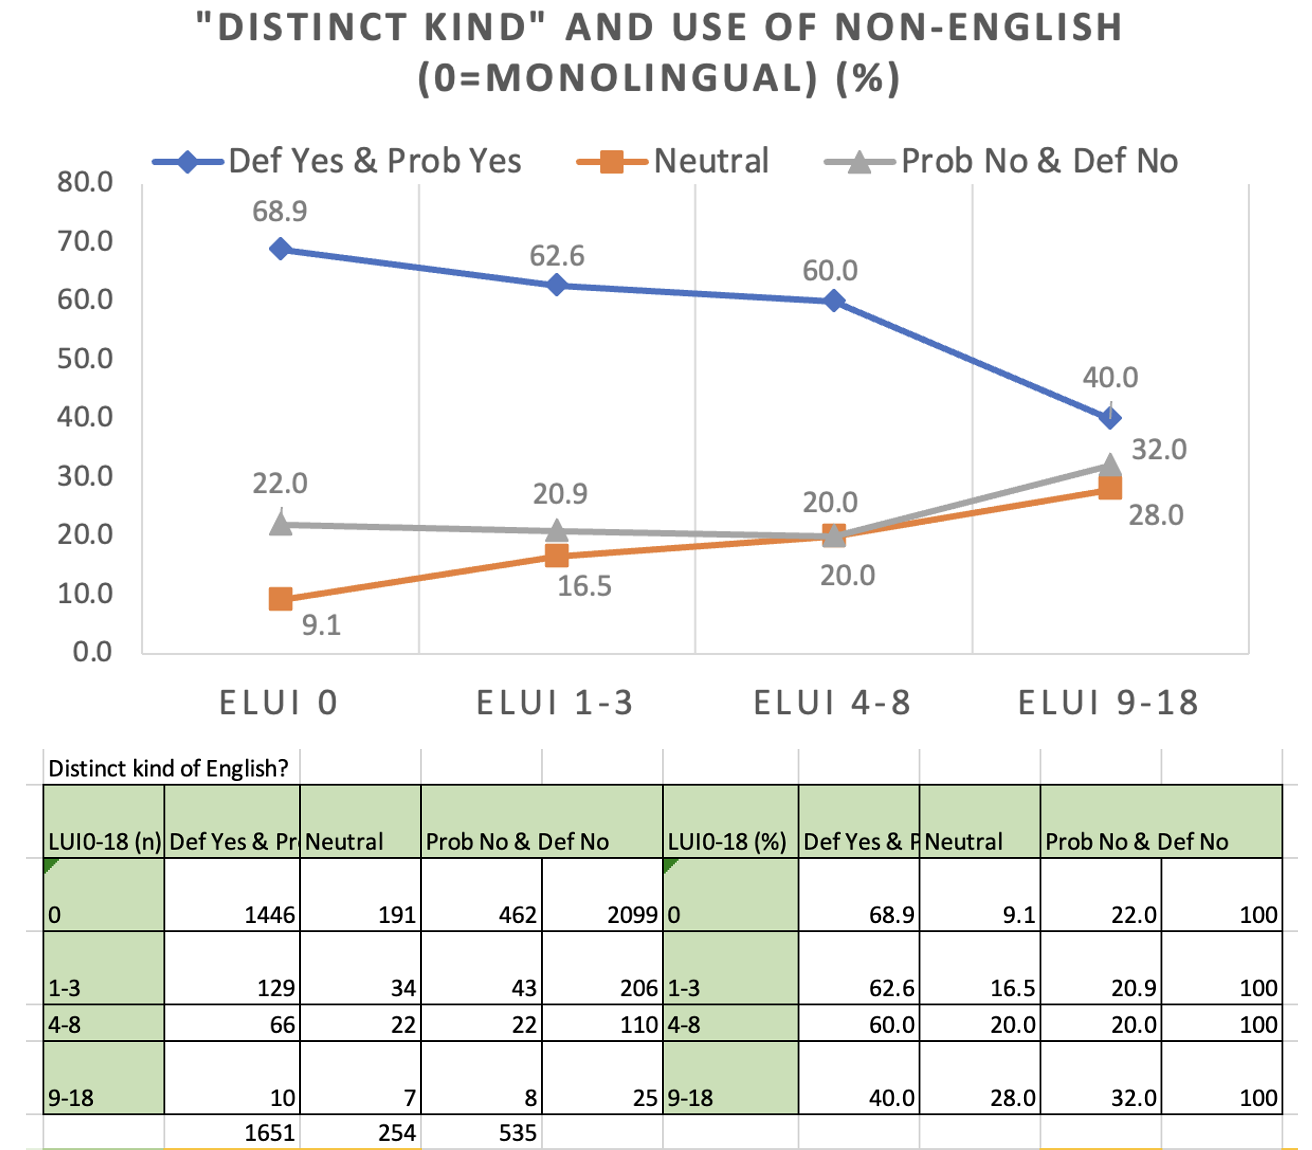 "DISTINCT KIND" AND USE OF NON-ENGLISH
(0=MONOLINGUAL) (%)
Def Yes & Prob Yes Neutral Prob No & Def No
80.0
68.9
70.0
62.6
60.0
60.0
50.0
40.0
40.0
32.0
30.0
22.0
20.9
20.0
28.0
20.0
20.0
16.5
10.0
9.1
0.0
ELUI 0 ELUI 1-3 ELUI 4-8 ELUI 9-18
Distinct kind of English?
LUI0-18 (n) Def Yes & Pr Neutral Prob No & Def No LUI0-18 (%) Def Yes & P Neutral Prob No & Def No
0 1446 191 462 2099 0 68.9 9.1 22.0 100
1-3 129 34 43 206 1-3 62.6 16.5 20.9 100
4-8 66 22 22 110 4-8 60.0 20.0 20.0 100
9-18 10 7 8 25 9-18 40.0 28.0 32.0 100
1651 254 535